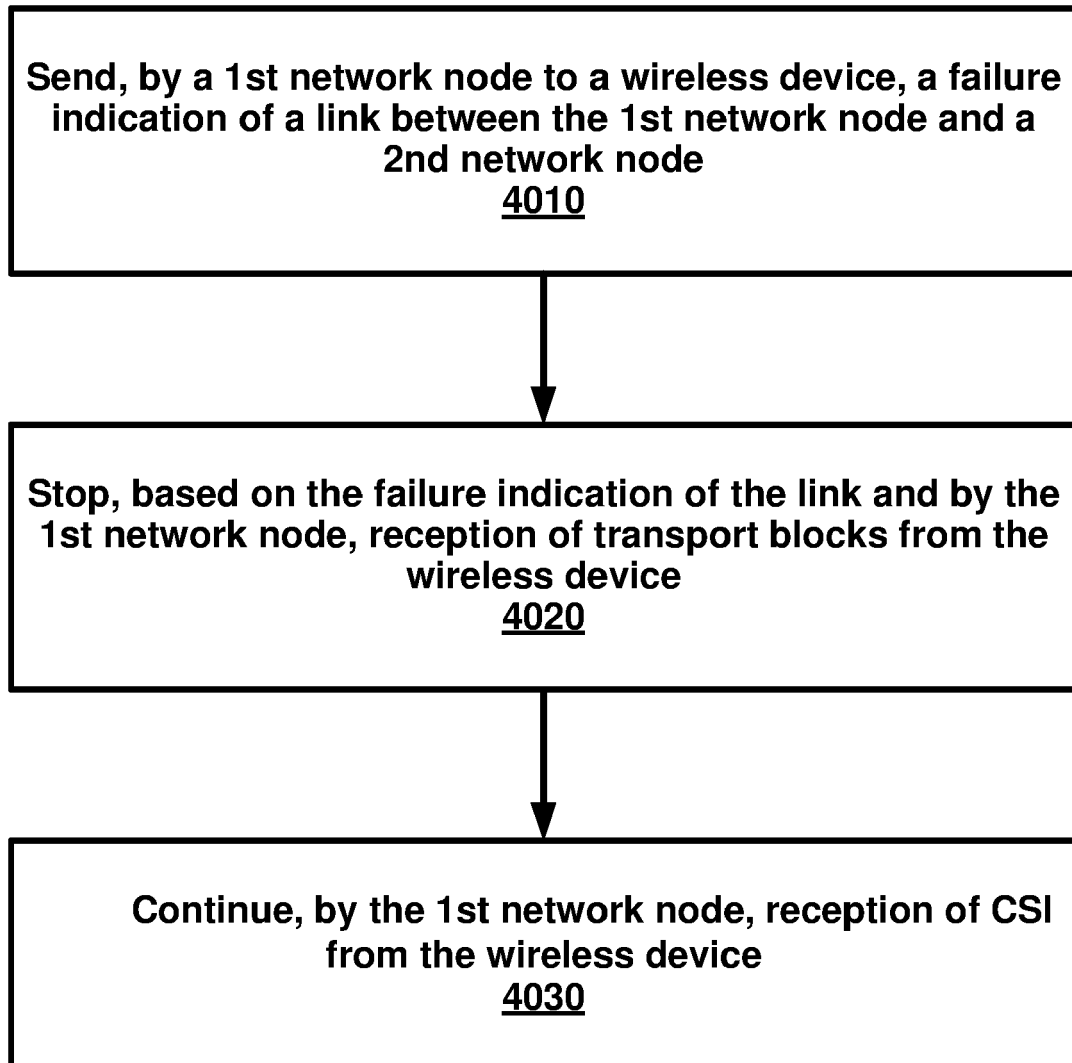 Send, by a 1st network node to a wireless device, a failure
indication of a link between the 1st network node and a
2nd network node
4010
Stop, based on the failure indication of the link and by the
1st network node, reception of transport blocks from the
wireless device
4020
Continue, by the 1st network node, reception of CSI
from the wireless device
4030